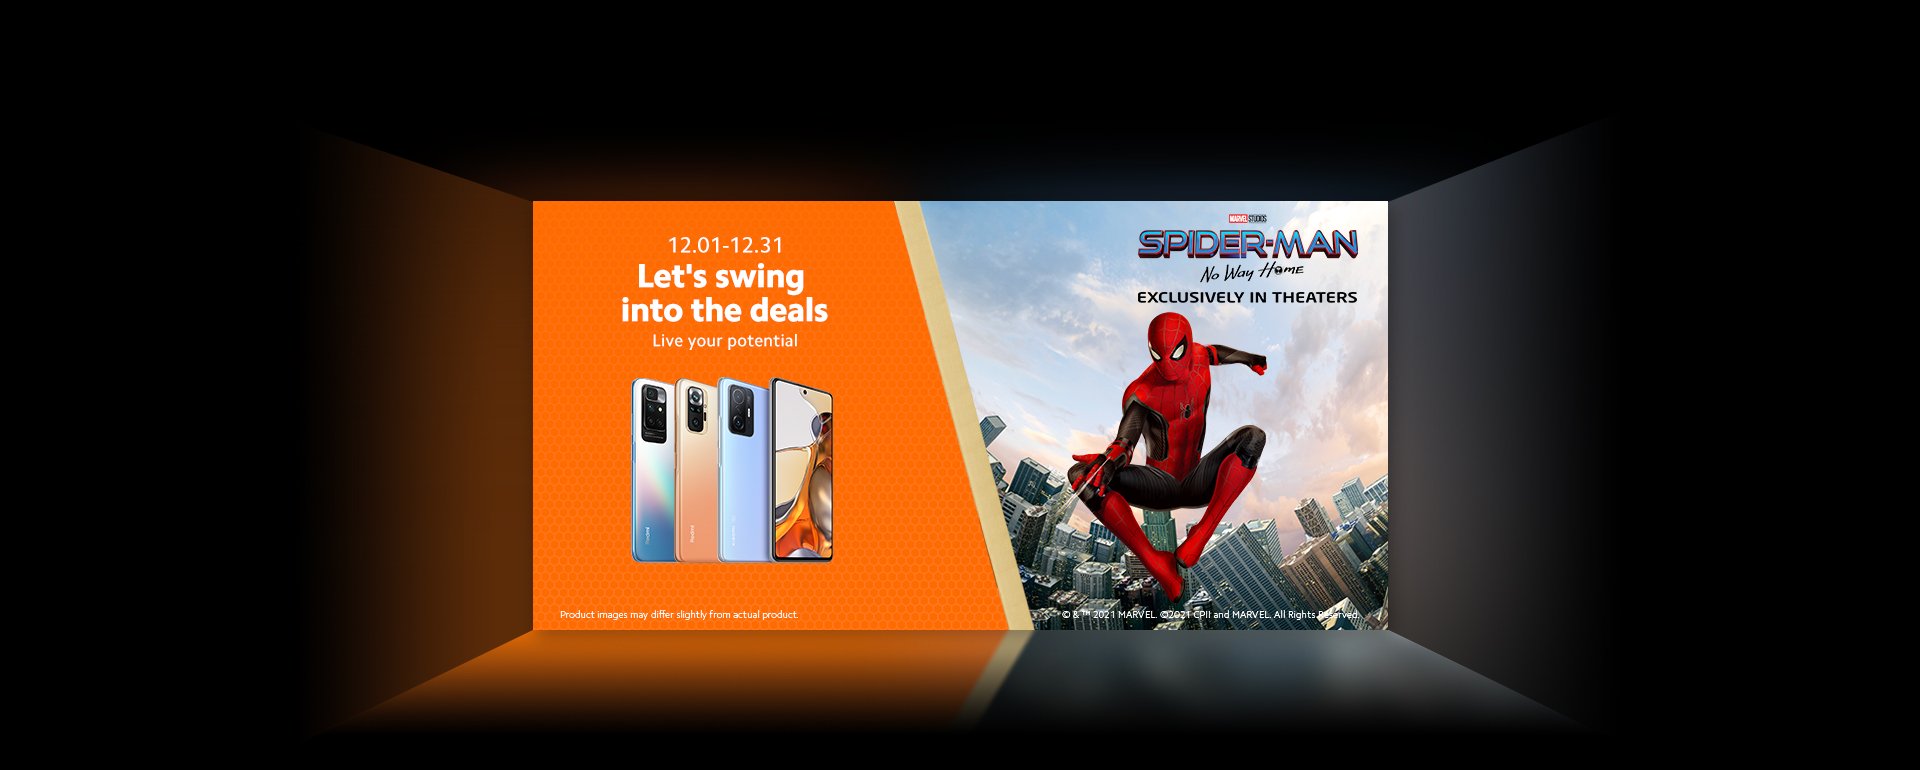 12.01-12.31
Let's swing
into the deals
Live your potential
Redmi
Redmi
Product images may differ slightly from actual product.
MARVEL STUDIOS
SPIDER-MAN
No Way Home
EXCLUSIVELY IN THEATERS
© & ™ 2021 MARVEL. ©2021 CPII and MARVEL. All Rights Reserved.